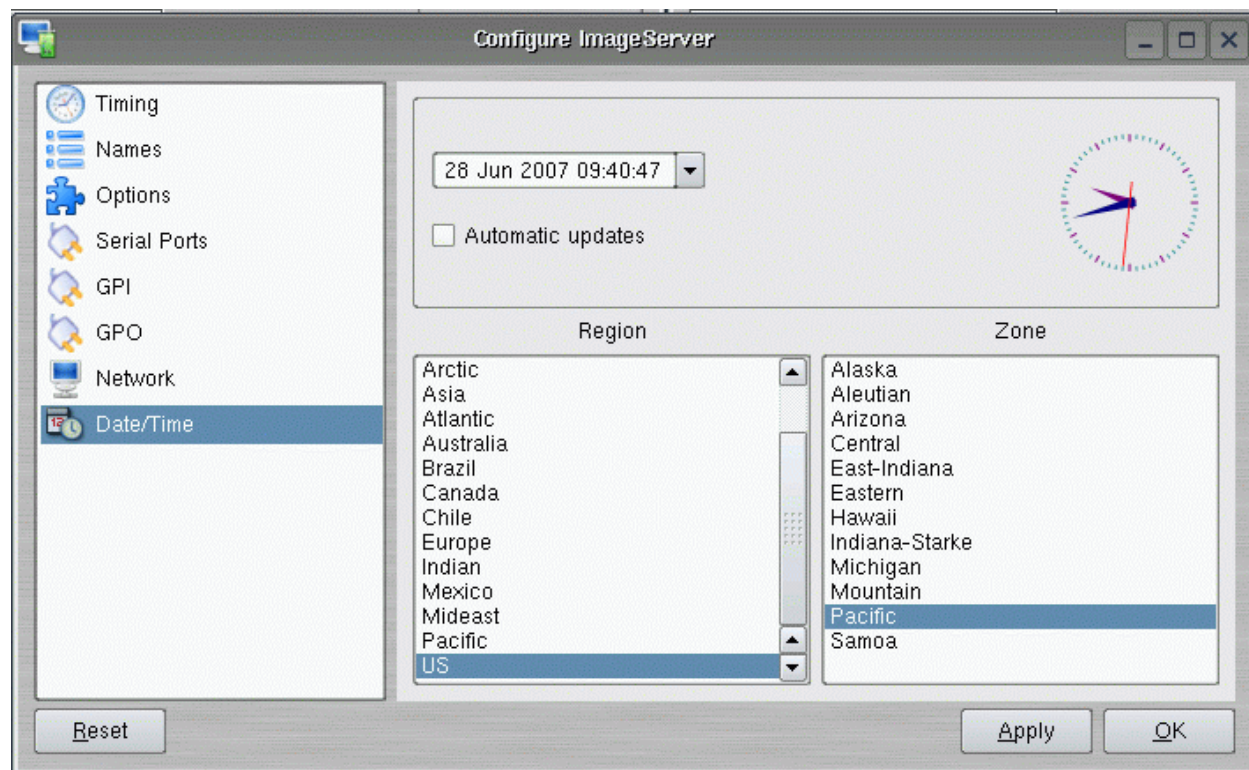 Configure ImageServer
Timing
Names
Options
Serial Ports
GPI
GPO
Network
Date/Time
28 Jun 2007 09:40:47
Automatic updates
Region
Arctic
Asia
Atlantic
Australia
Brazil
Canada
Chile
Europe
Indian
Mexico
Mideast
Pacific
US
Zone
Alaska
Aleutian
Arizona
Central
East-Indiana
Eastern
Hawaii
Indiana-Starke
Michigan
Mountain
Pacific
Samoa
Reset
Apply
OK